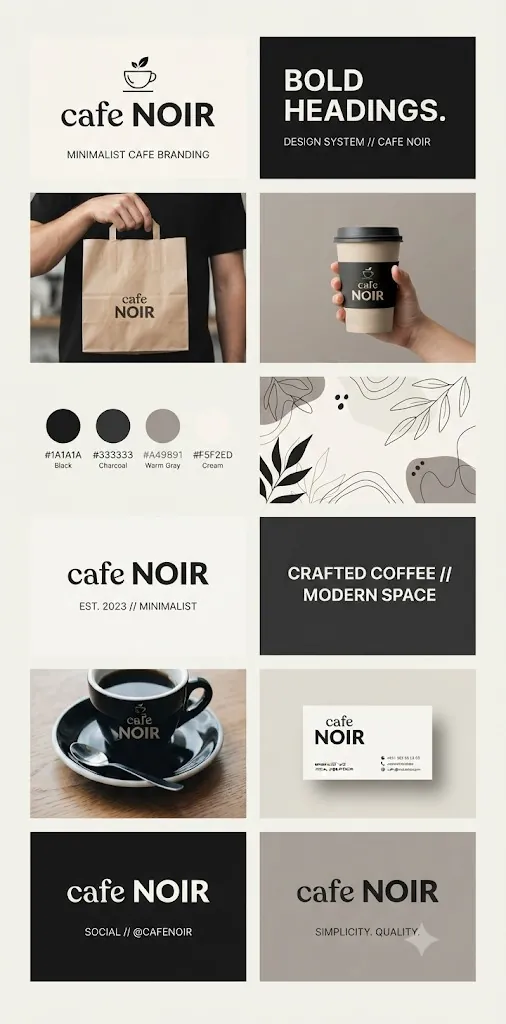 cafe NOIR
MINIMALIST CAFE BRANDING
BOLD
HEADINGS.
DESIGN SYSTEM // CAFE NOIR
cafe
NOIR
cafe
NOIR
#1A1A1A
Black
#333333
Charcoal
#A49891
Warm Gray
#F5F2ED
Cream
cafe NOIR
EST. 2023 // MINIMALIST
CRAFTED COFFEE //
MODERN SPACE
cafe
NOIR
cafe
NOIR
cafe NOIR
SOCIAL // @CAFENOIR
cafe NOIR
SIMPLICITY. QUALITY.